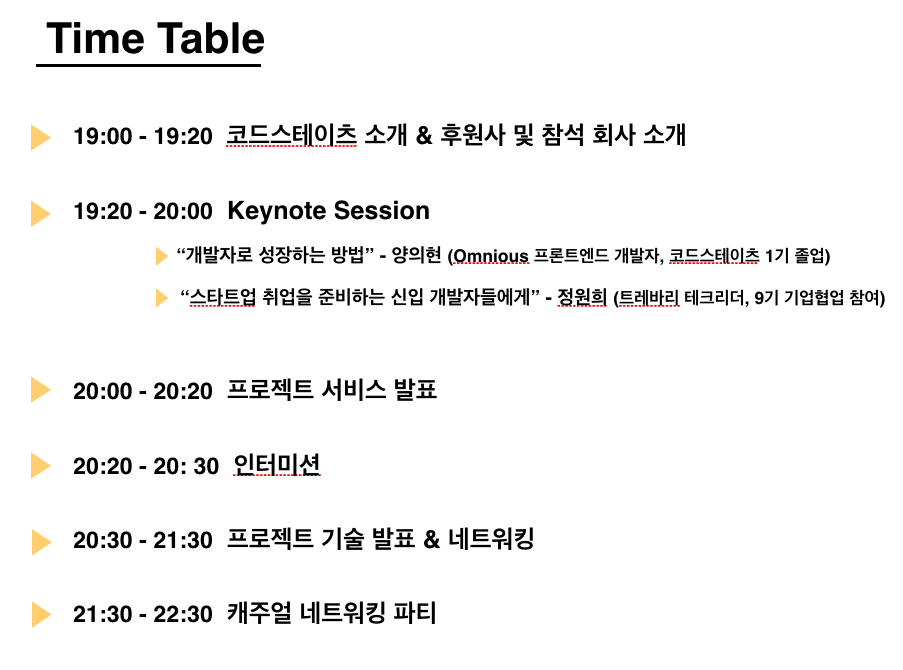 Time Table
19:00 - 19:20 코드스테이츠 소개 & 후원사 및 참석 회사 소개
19:20 - 20:00 Keynote Session
“개발자로 성장하는 방법” - 양의현 (Omnious 프론트엔드 개발자, 코드스테이츠 1기 졸업)
“스타트업 취업을 준비하는 신입 개발자들에게” - 정원희 (트레바리 테크리더, 9기 기업협업 참여)
20:00 - 20:20 프로젝트 서비스 발표
20:20 - 20: 30 인터미션
20:30 - 21:30 프로젝트 기술 발표 & 네트워킹
21:30 - 22:30 캐주얼 네트워킹 파티